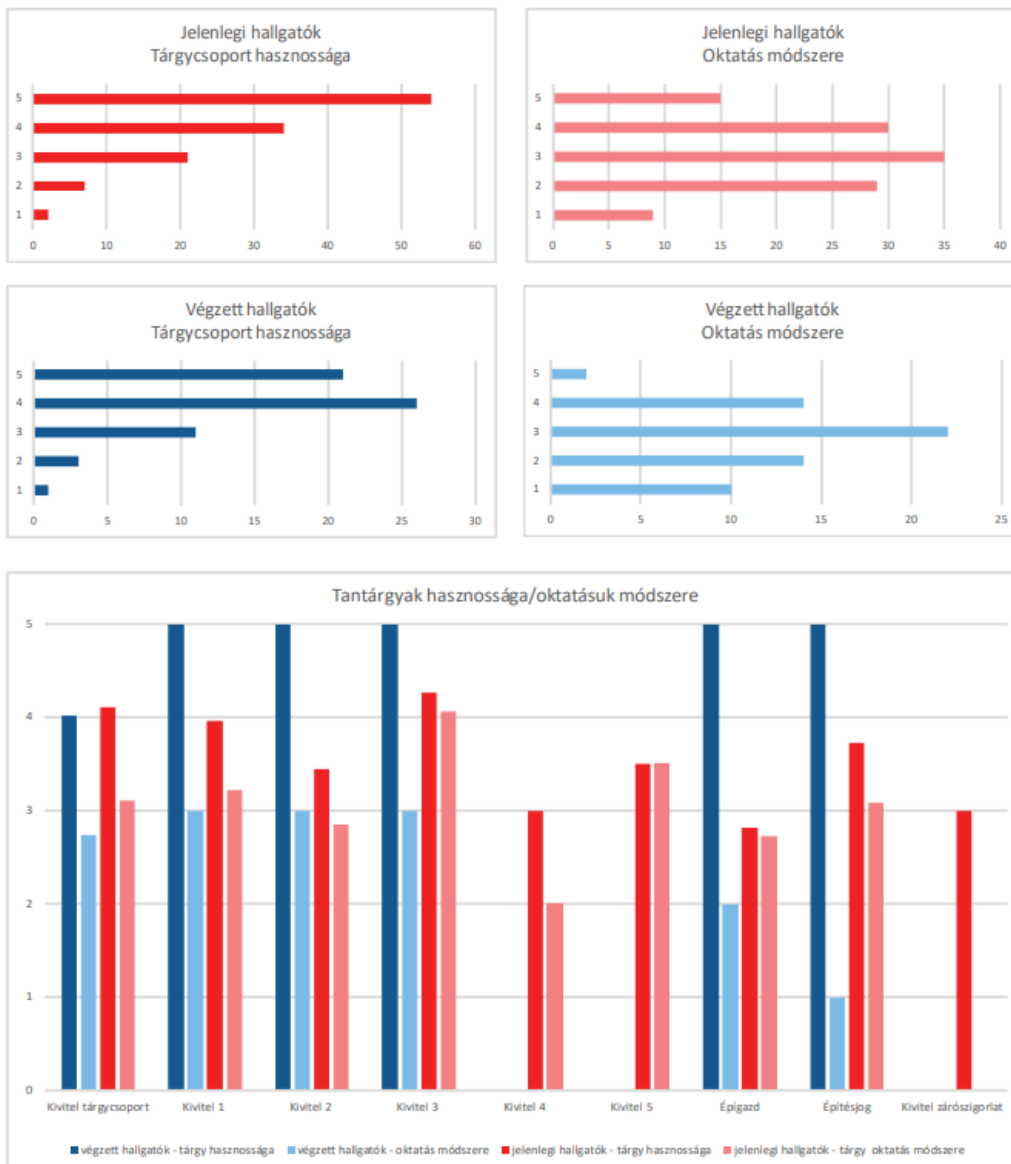 Jelenlegi hallgatók
Tárgycsoport hasznossága
5
4
3
2
1
0 10 20 30 40 50 60
Jelenlegi hallgatók
Oktatás módszere
5
4
3
2
1
0 5 10 15 20 25 30 35 40
Végzett hallgatók
Tárgycsoport hasznossága
5
4
3
2
1
0 5 10 15 20 25 30
Végzett hallgatók
Oktatás módszere
5
4
3
2
1
0 5 10 15 20 25
Tantárgyak hasznossága/oktatásuk módszere
5
4
3
2
1
0
Kivitel tárgycsoport Kivitel 1 Kivitel 2 Kivitel 3 Kivitel 4 Kivitel 5 Épígazd Építésjog Kivitel zárószigorlat
végzett hallgatók - tárgy hasznossága végzett hallgatók - oktatás módszere jelenlegi hallgatók - tárgy hasznossága jelenlegi hallgatók - tárgy oktatás módszere